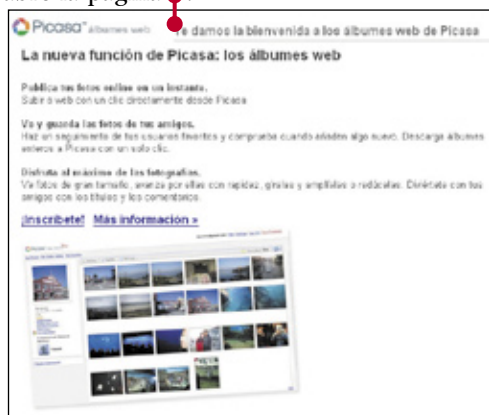 Picasa™ álbumes web Te damos la bienvenida a los álbumes web de Picasa
La nueva función de Picasa: los álbumes web
Publica tus fotos online en un instante.
Subir a web con un clic directamente desde Picasa
Ve y guarda las fotos de tus amigos.
Haz un seguimiento de tus usuarios favoritos y comprueba cuando añaden algo nuevo. Descarga álbumes
enteros a Picasa con un solo clic.
Disfruta al máximo de las fotografías.
Ve fotos de gran tamaño, avanza por ellas con rapidez, gíralas y amplíalas o redúcelas. Diviértete con tus
amigos con los títulos y los comentarios.
¡Inscríbete! Más información »